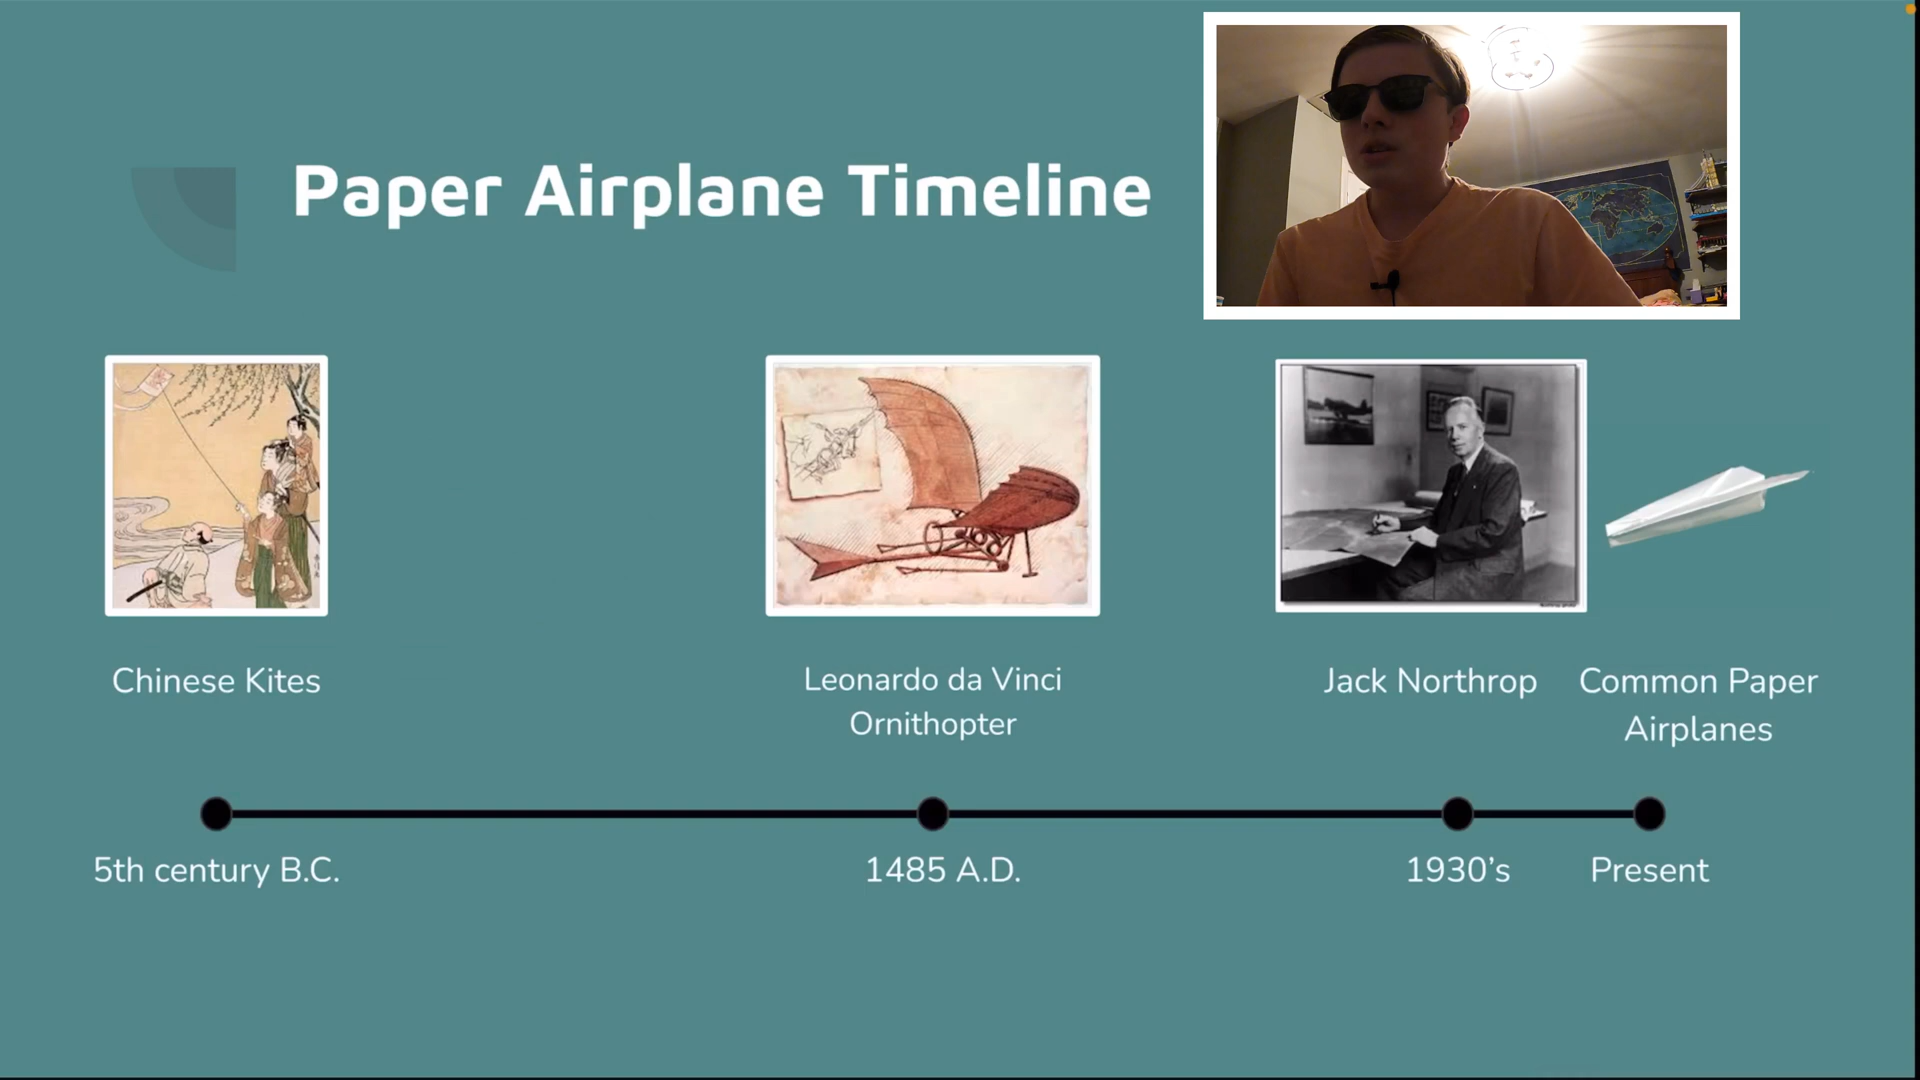 Paper Airplane Timeline
Chinese Kites
Leonardo da Vinci
Ornithopter
Jack Northrop
Common Paper
Airplanes
5th century B.C.
1485 A.D.
1930's
Present